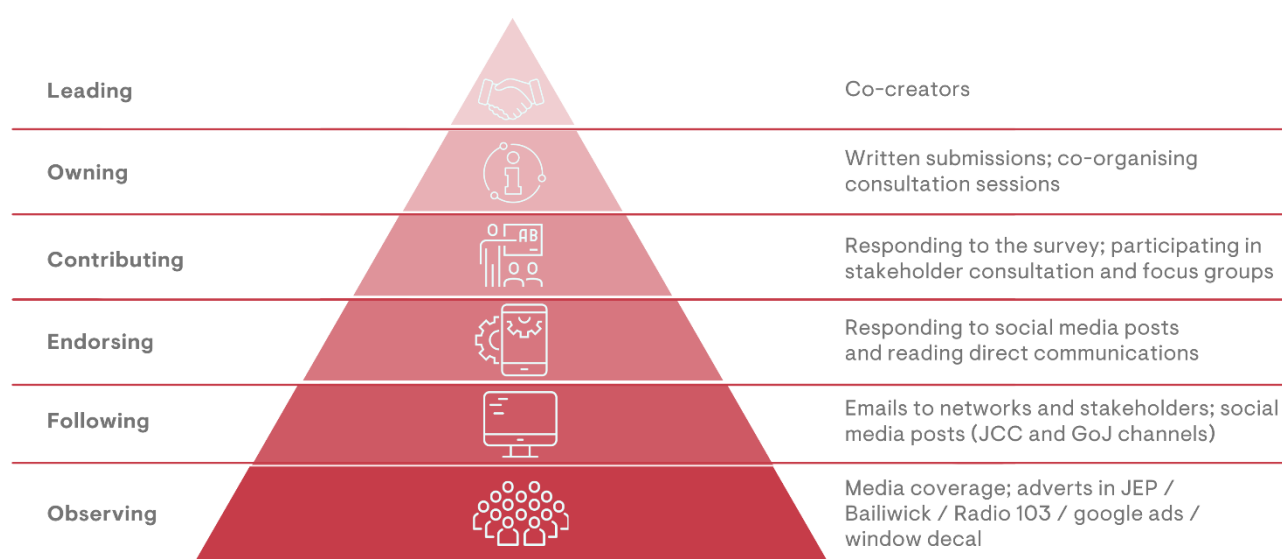 Leading
Co-creators
Owning
Written submissions; co-organising
consultation sessions
Contributing
AB
Responding to the survey; participating in
stakeholder consultation and focus groups
Endorsing
Responding to social media posts
and reading direct communications
Following
Emails to networks and stakeholders; social
media posts (JCC and GoJ channels)
Observing
Media coverage; adverts in JEP /
Bailiwick / Radio 103 / google ads /
window decal